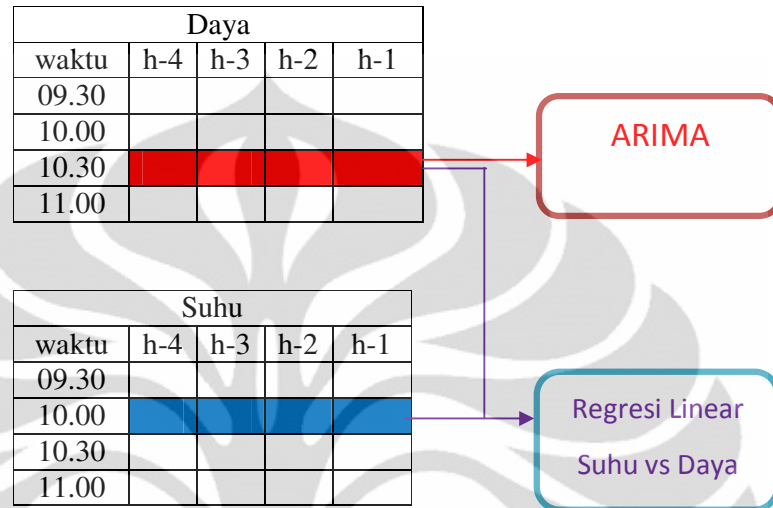 Daya
waktu h-4 h-3 h-2 h-1
09.30
10.00
10.30
11.00
ARIMA
Suhu
waktu h-4 h-3 h-2 h-1
09.30
10.00
10.30
11.00
Regresi Linear
Suhu vs Daya